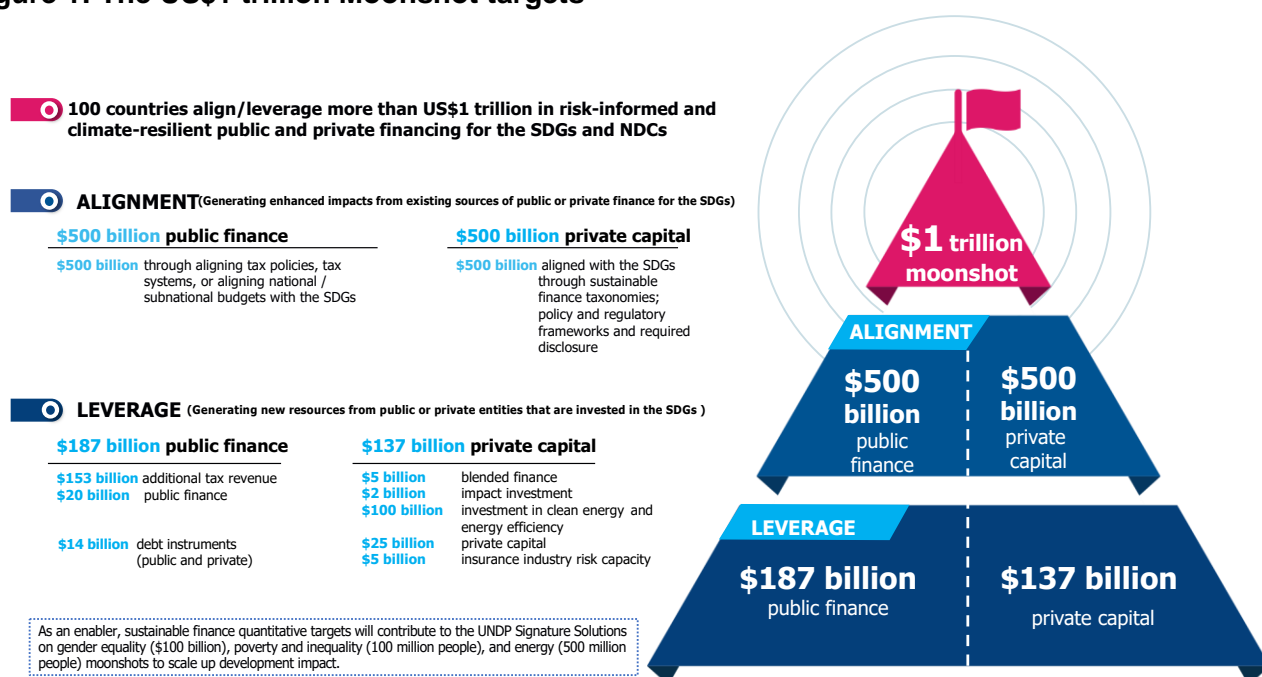 Figure 1. The US$1 trillion Moonshot targets
100 countries align/leverage more than US$1 trillion in risk-informed and
climate-resilient public and private financing for the SDGs and NDCs
ALIGNMENT (Generating enhanced impacts from existing sources of public or private finance for the SDGs)
$500 billion public finance
$500 billion through aligning tax policies, tax
systems, or aligning national /
subnational budgets with the SDGs
$500 billion private capital
$500 billion aligned with the SDGs
through sustainable
finance taxonomies;
policy and regulatory
frameworks and required
disclosure
LEVERAGE (Generating new resources from public or private entities that are invested in the SDGs )
$187 billion public finance
$153 billion additional tax revenue
$20 billion public finance
$14 billion debt instruments
(public and private)
$137 billion private capital
$5 billion blended finance
$2 billion impact investment
$100 billion investment in clean energy and
energy efficiency
$25 billion private capital
$5 billion insurance industry risk capacity
As an enabler, sustainable finance quantitative targets will contribute to the UNDP Signature Solutions
on gender equality ($100 billion), poverty and inequality (100 million people), and energy (500 million
people) moonshots to scale up development impact.
$1 trillion
moonshot
ALIGNMENT
$500
billion
public
finance
$500
billion
private
capital
LEVERAGE
$187 billion
public finance
$137 billion
private capital